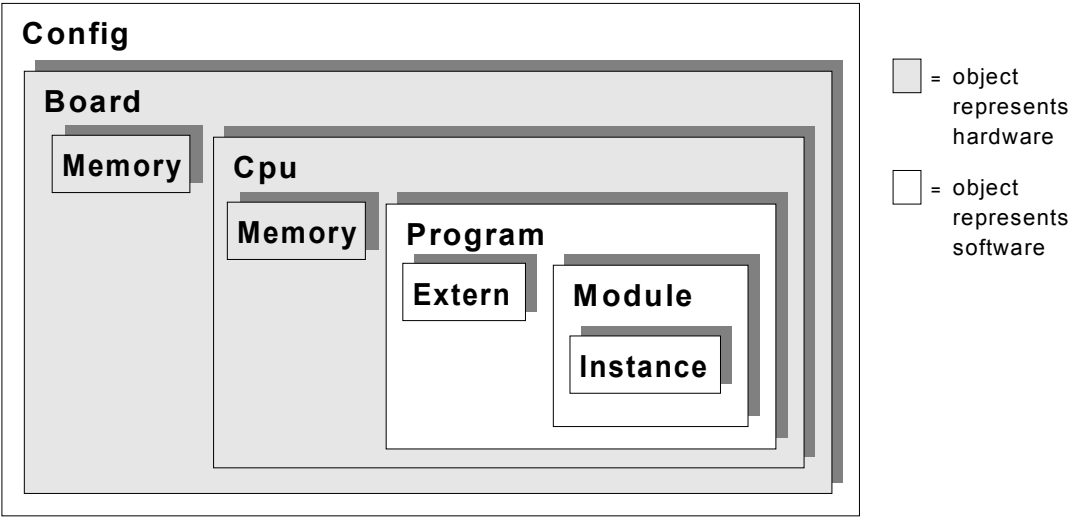 Config
Board
Memory
Cpu
Memory
Program
Extern
Module
Instance
= object
represents
hardware
= object
represents
software